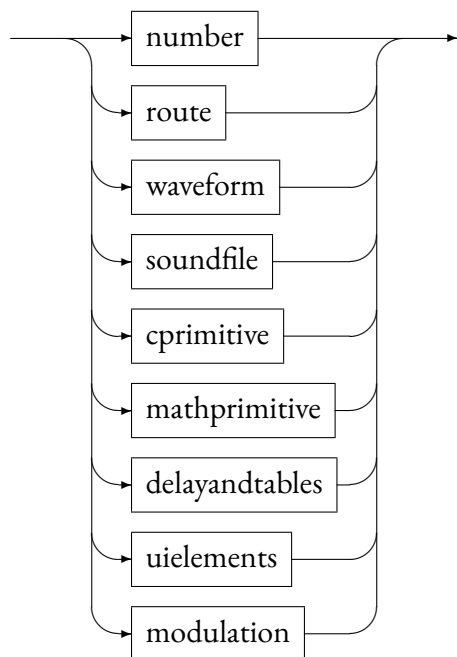 number
route
waveform
soundfile
cprimitive
mathprimitive
delayandtables
uielements
modulation